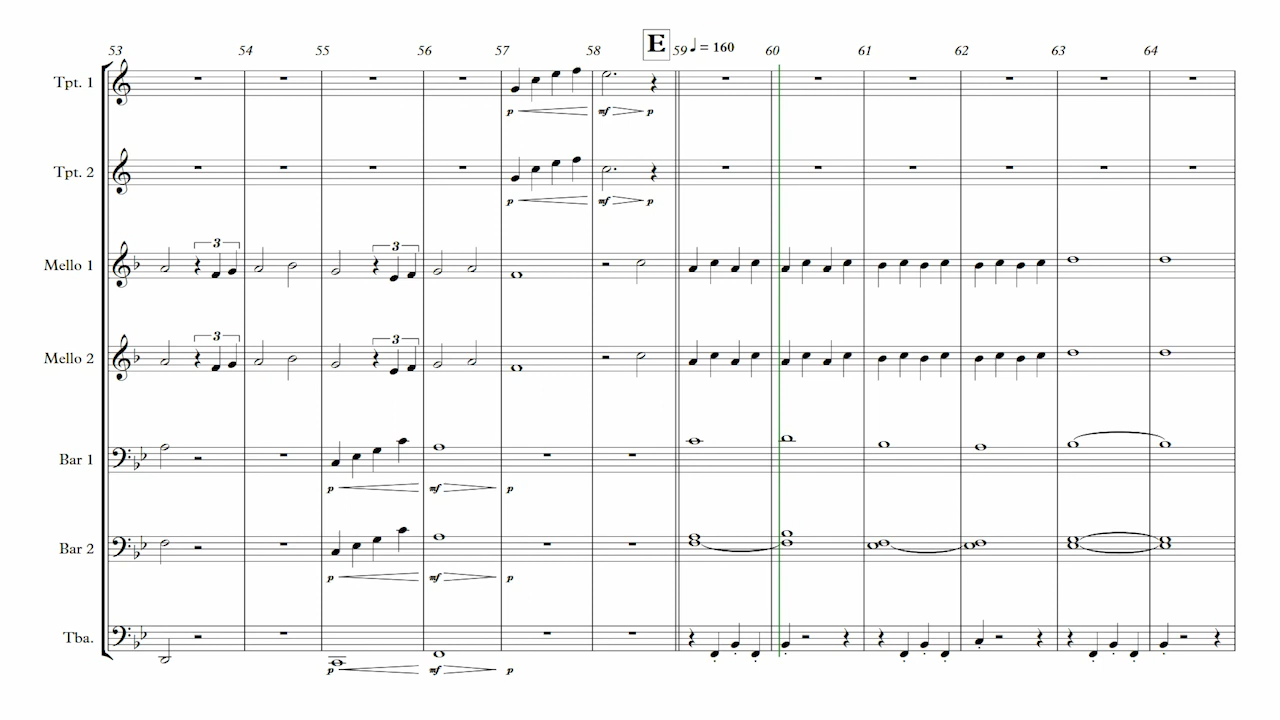 53 54 55 56 57 58 E 59 ♩ = 160 60 61 62 63 64
Tpt. 1
p mf p
Tpt. 2
p mf p
3 3
Mello 1
3 3
Mello 2
Bar 1
p mf p
Bar 2
p mf p
Tba.
p mf p